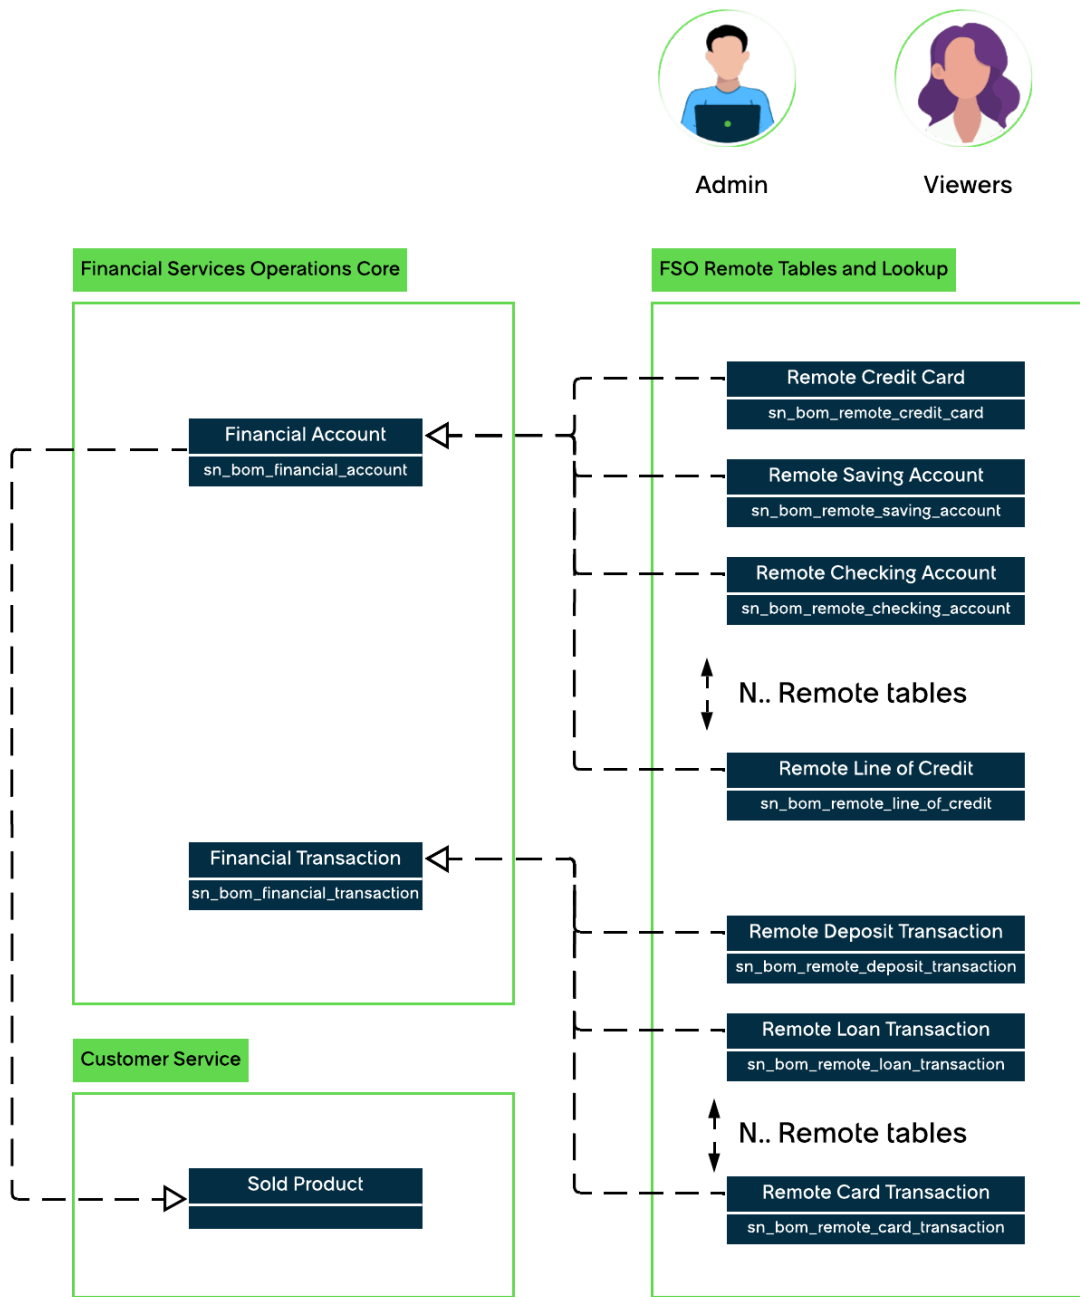 Admin
Viewers
Financial Services Operations Core
FSO Remote Tables and Lookup
Financial Account
sn_bom_financial_account
Financial Transaction
sn_bom_financial_transaction
Customer Service
Sold Product
Remote Credit Card
sn_bom_remote_credit_card
Remote Saving Account
sn_bom_remote_saving_account
Remote Checking Account
sn_bom_remote_checking_account
N.. Remote tables
Remote Line of Credit
sn_bom_remote_line_of_credit
Remote Deposit Transaction
sn_bom_remote_deposit_transaction
Remote Loan Transaction
sn_bom_remote_loan_transaction
N.. Remote tables
Remote Card Transaction
sn_bom_remote_card_transaction